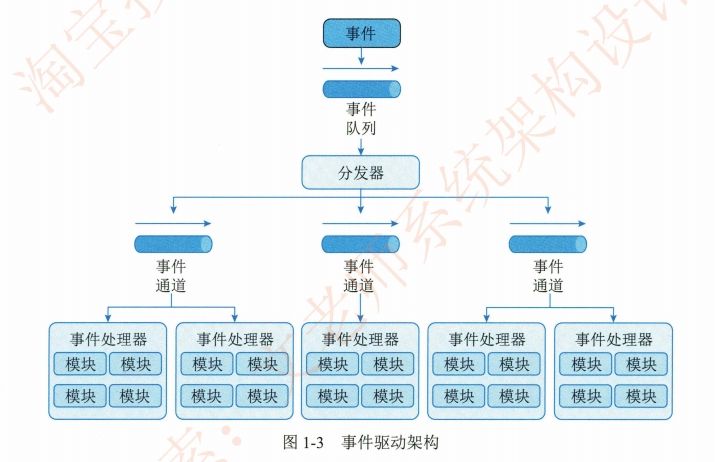 事件
事件
队列
分发器
事件
通道
事件
通道
事件
通道
事件处理器
模块 模块
模块 模块
事件处理器
模块 模块
模块 模块
事件处理器
模块 模块
模块 模块
事件处理器
模块 模块
模块 模块
事件处理器
模块 模块
模块 模块
图 1-3 事件驱动架构
淘宝搜
索：文老师系统架构设计